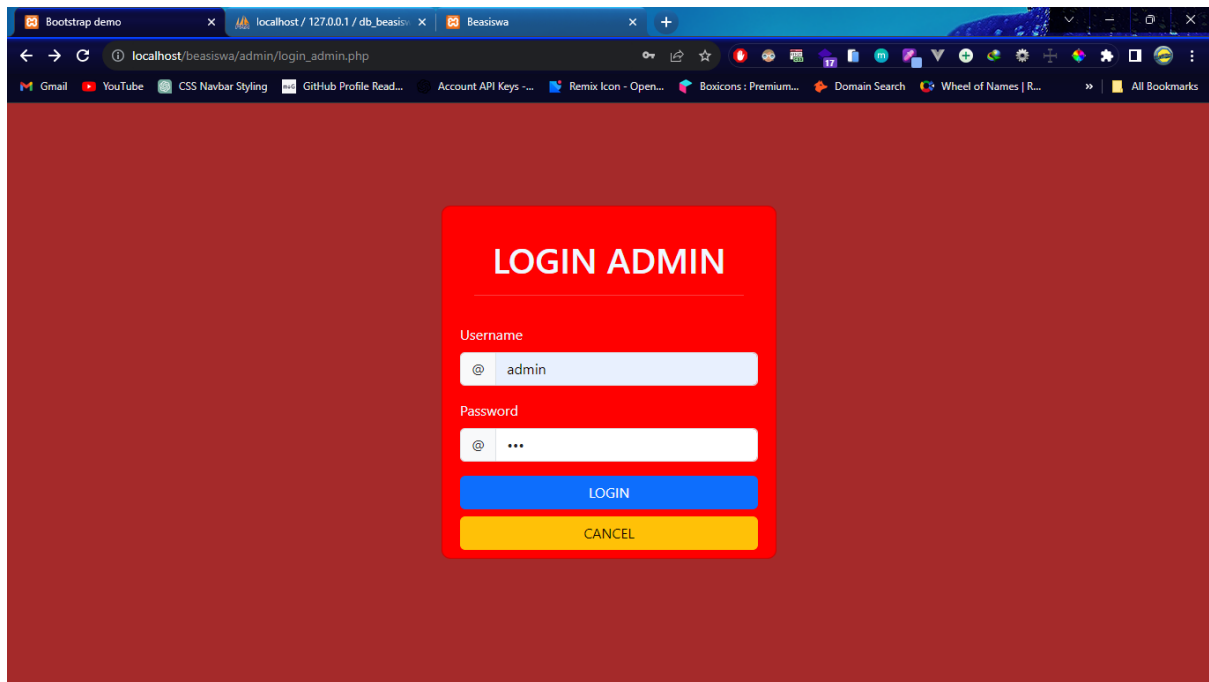 Bootstrap demo
localhost / 127.0.0.1 / db_beasisw
Beasiswa
localhost/beasiswa/admin/login_admin.php
17
Gmail YouTube CSS Navbar Styling GitHub Profile Read... Account API Keys -... Remix Icon - Open... Boxicons : Premium... Domain Search Wheel of Names | R... » All Bookmarks
LOGIN ADMIN
Username
@ admin
Password
@ •••
LOGIN
CANCEL